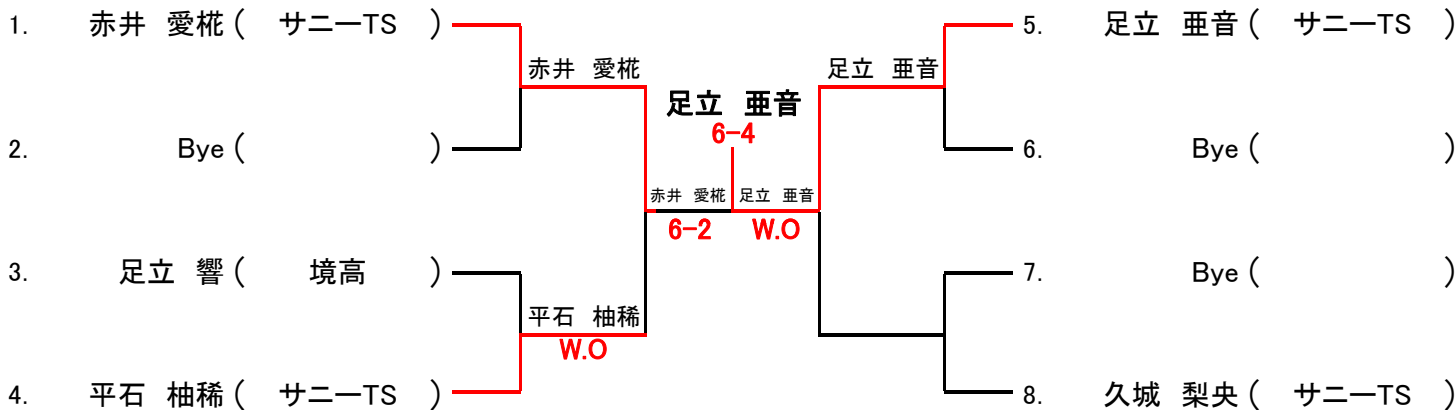 1. 赤井 愛椛 ( サニーTS )
5. 足立 亜音 ( サニーTS )
赤井 愛椛
足立 亜音
足立 亜音
6-4
2. Bye ( )
6. Bye ( )
赤井 愛椛
足立 亜音
6-2
W.O
3. 足立 響 ( 境高 )
7. Bye ( )
平石 柚稀
W.O
4. 平石 柚稀 ( サニーTS )
8. 久城 梨央 ( サニーTS )